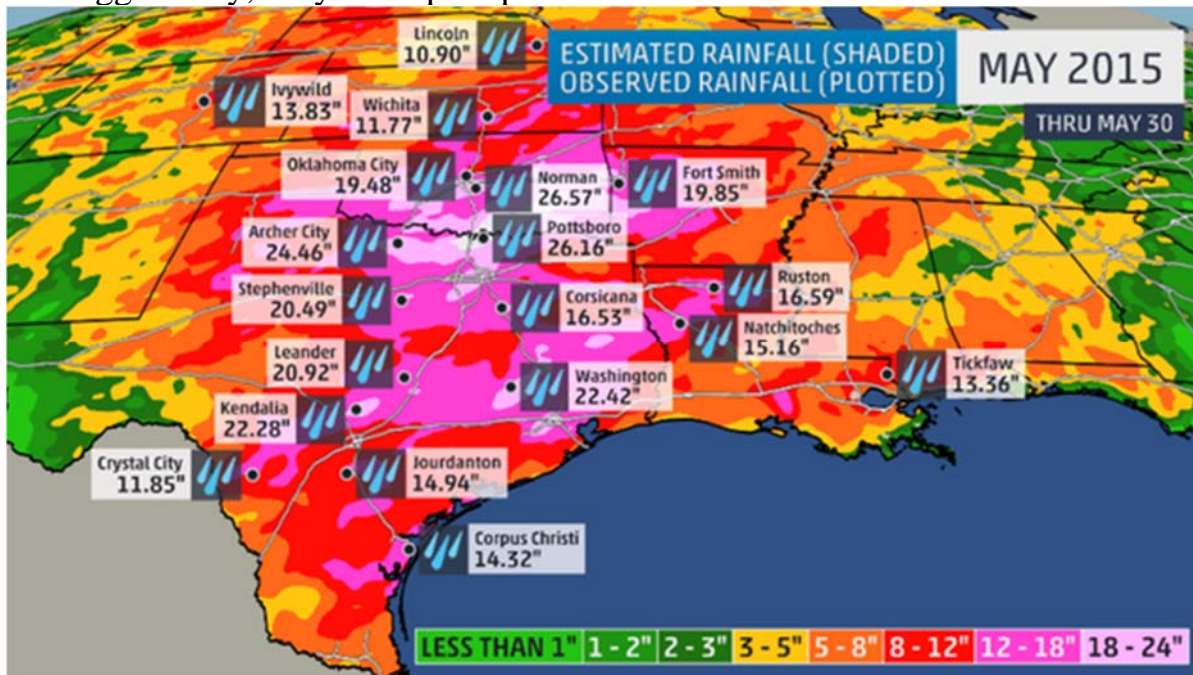 ESTIMATED RAINFALL (SHADED)
OBSERVED RAINFALL (PLOTTED)
MAY 2015
THRU MAY 30
Lincoln
10.90"
Ivywild
13.83"
Wichita
11.77"
Oklahoma City
19.48"
Norman
26.57"
Fort Smith
19.85"
Archer City
24.46"
Pottsboro
26.16"
Stephenville
20.49"
Corsicana
16.53"
Ruston
16.59"
Natchitoches
15.16"
Leander
20.92"
Washington
22.42"
Tickfaw
13.36"
Kendalia
22.28"
Crystal City
11.85"
Jourdanton
14.94"
Corpus Christi
14.32"
LESS THAN 1" 1 - 2" 2 - 3" 3 - 5" 5 - 8" 8 - 12" 12 - 18" 18 - 24"